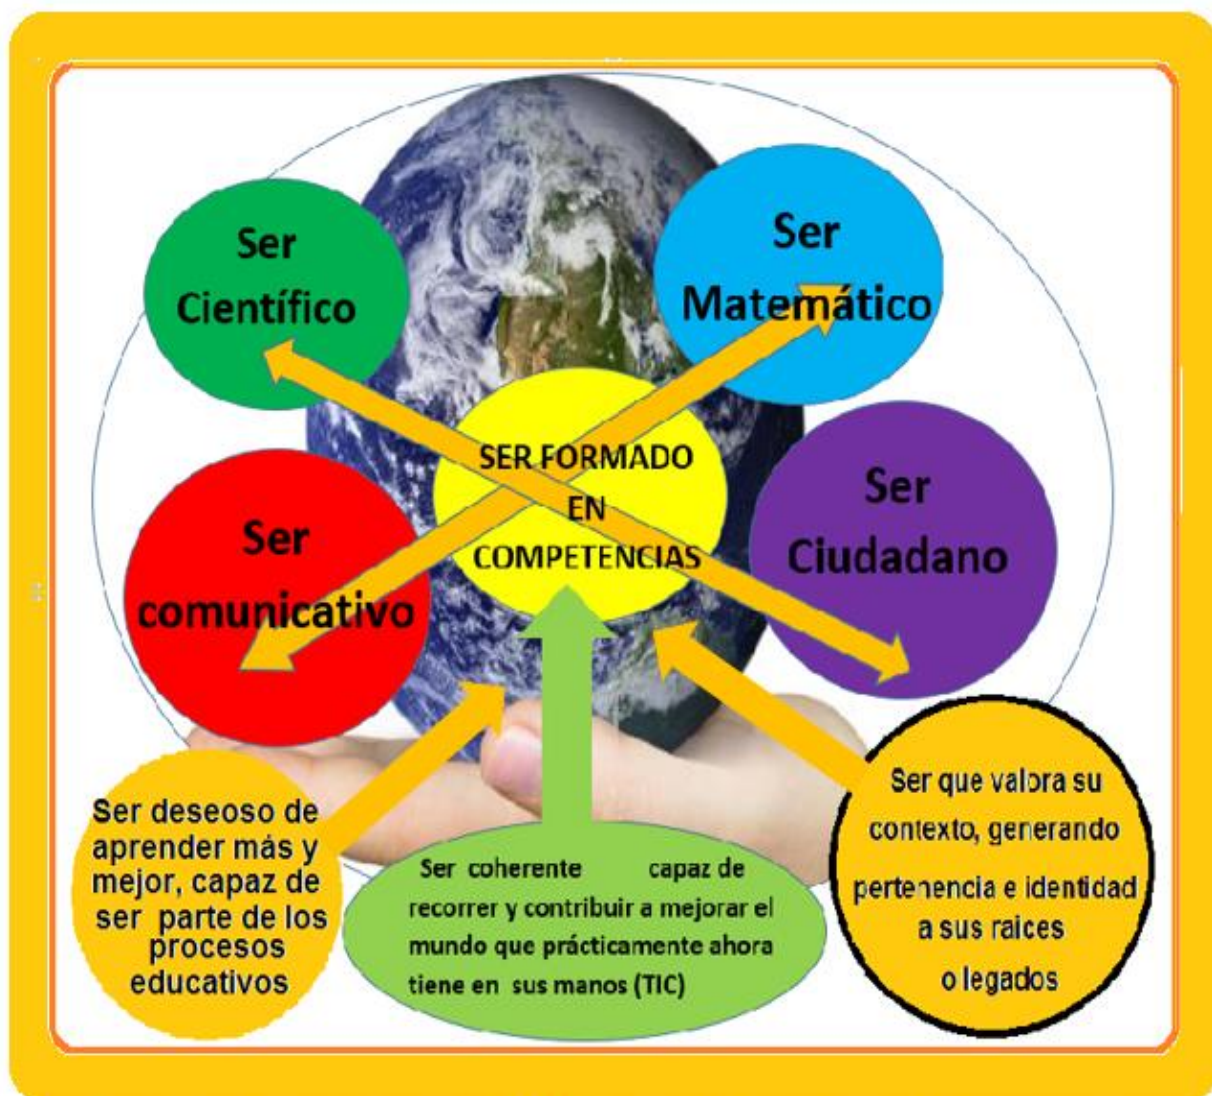 Ser
Científico
Ser
Matemático
SER FORMADO
EN
COMPETENCIAS
Ser
comunicativo
Ser
Ciudadano
Ser deseoso de
aprender más y
mejor, capaz de
ser parte de los
procesos
educativos
Ser coherente capaz de
recorrer y contribuir a mejorar el
mundo que prácticamente ahora
tiene en sus manos (TIC)
Ser que valora su
contexto, generando
pertenencia e identidad
a sus raices
o legados